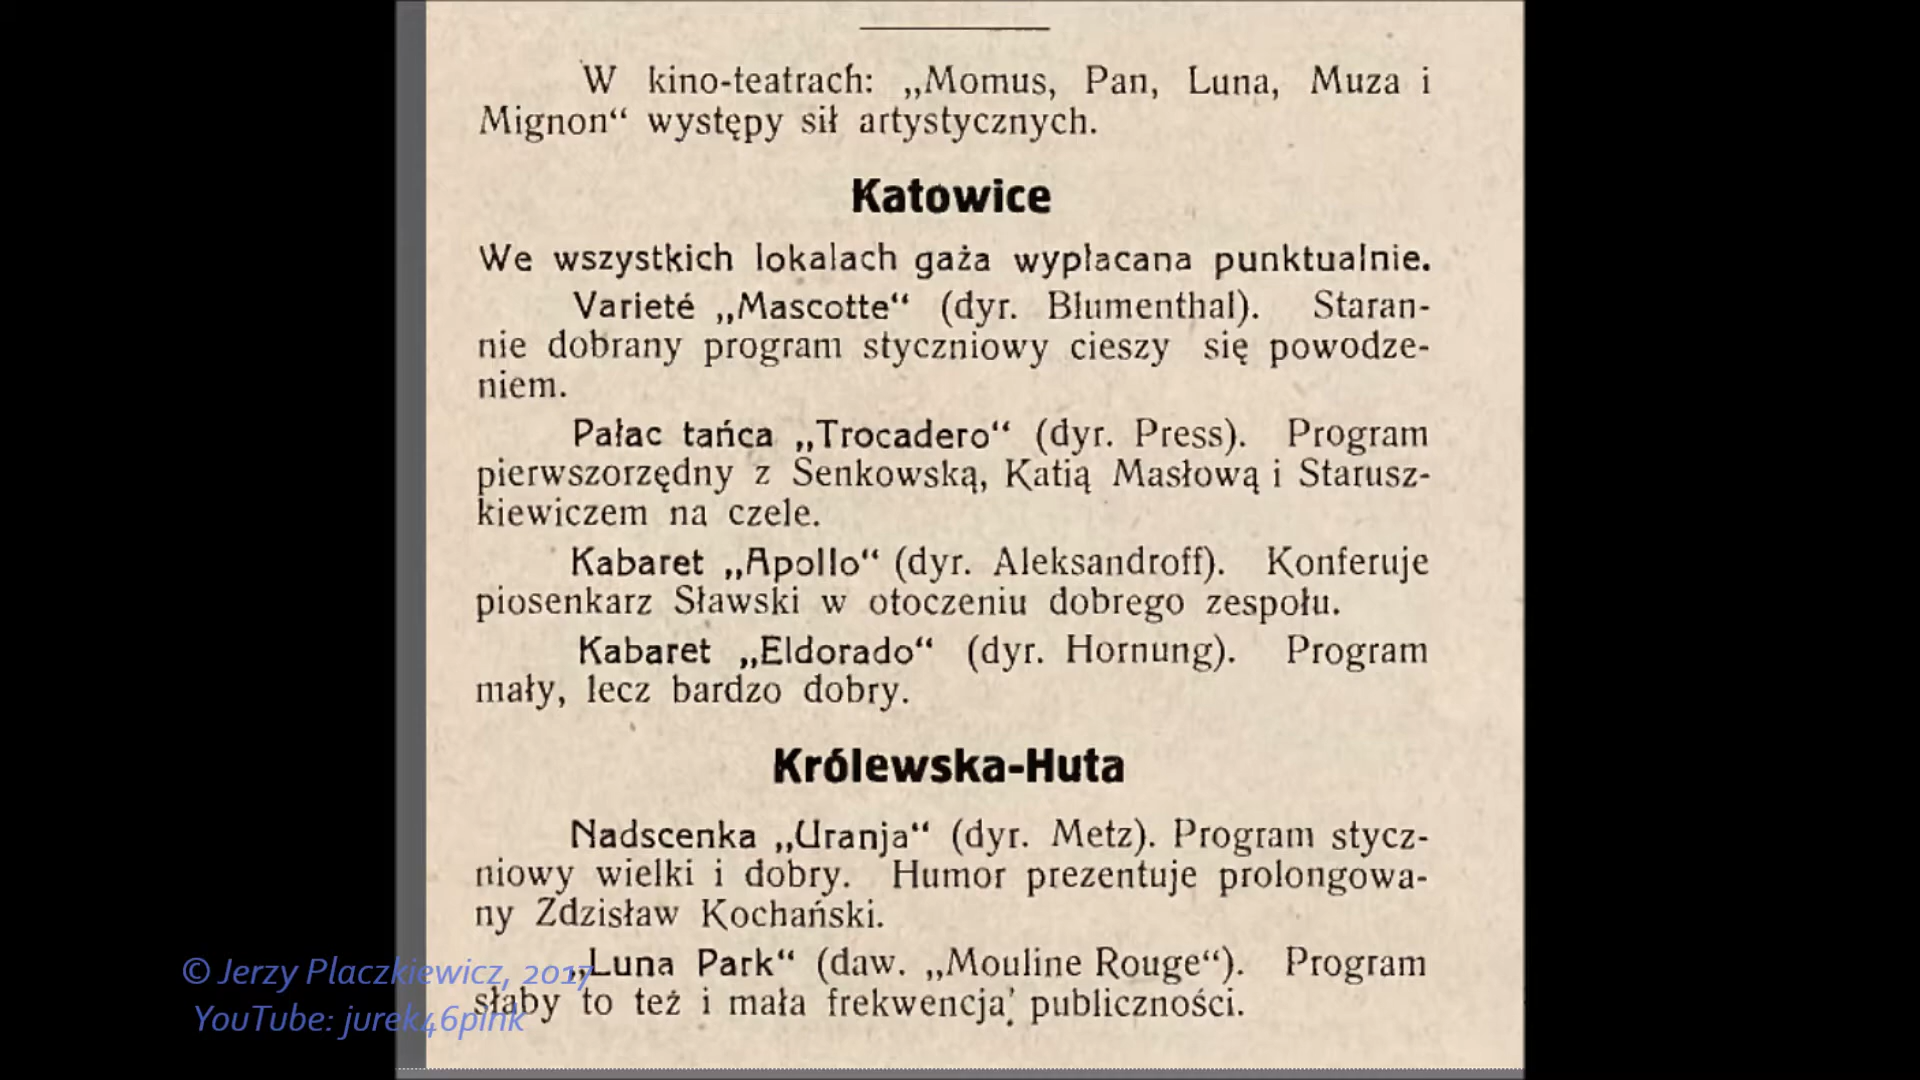 W kino-teatrach: „Momus, Pan, Luna, Muza i
Mignon“ występy sił artystycznych.
Katowice
We wszystkich lokalach gaża wypłacana punktualnie.
Varieté „Mascotte“ (dyr. Blumenthal). Staran-
nie dobrany program styczniowy cieszy się powodze-
niem.
Pałac tańca „Trocadero“ (dyr. Press). Program
pierwszorzędny z Senkowską, Katią Masłową i Starusz-
kiewiczem na czele.
Kabaret „Apollo“ (dyr. Aleksandroff). Konferuje
piosenkarz Sławski w otoczeniu dobrego zespołu.
Kabaret „Eldorado“ (dyr. Hornung). Program
mały, lecz bardzo dobry.
Królewska-Huta
Nadscenka „Uranja“ (dyr. Metz). Program stycz-
niowy wielki i dobry. Humor prezentuje prolongowa-
ny Zdzisław Kochański.
„Luna Park“ (daw. „Mouline Rouge“). Program
słaby to też i mała frekwencja publiczności.
© Jerzy Placzkiewicz, 2017
YouTube: jurek46pink